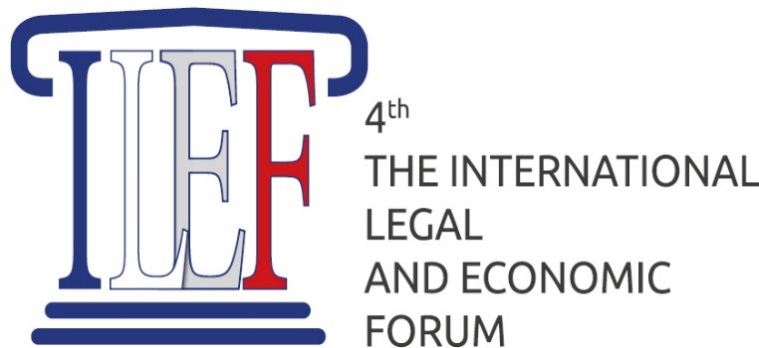 ILEF
4th
THE INTERNATIONAL
LEGAL
AND ECONOMIC
FORUM